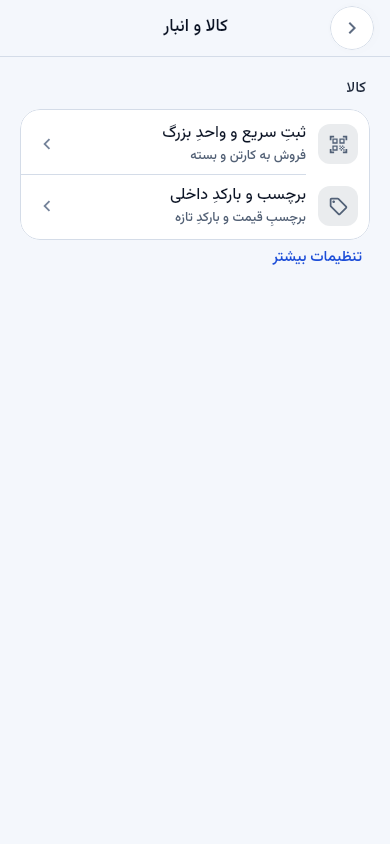 کالا و انبار
کالا
ثبتِ سریع و واحدِ بزرگ
فروش به کارتن و بسته
برچسب و بارکدِ داخلی
برچسبِ قیمت و بارکدِ تازه
تنظیمات بیشتر